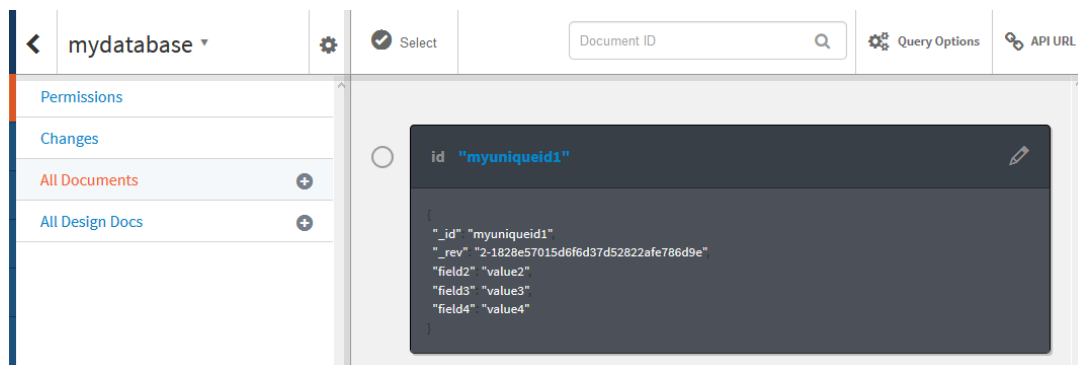 mydatabase
Select
Document ID
Query Options
API URL
Permissions
Changes
All Documents
All Design Docs
id "myuniqueid1"
{
"_id": "myuniqueid1",
"_rev": "2-1828e57015d6f6d37d52822afe786d9e",
"field2": "value2",
"field3": "value3",
"field4": "value4"
}